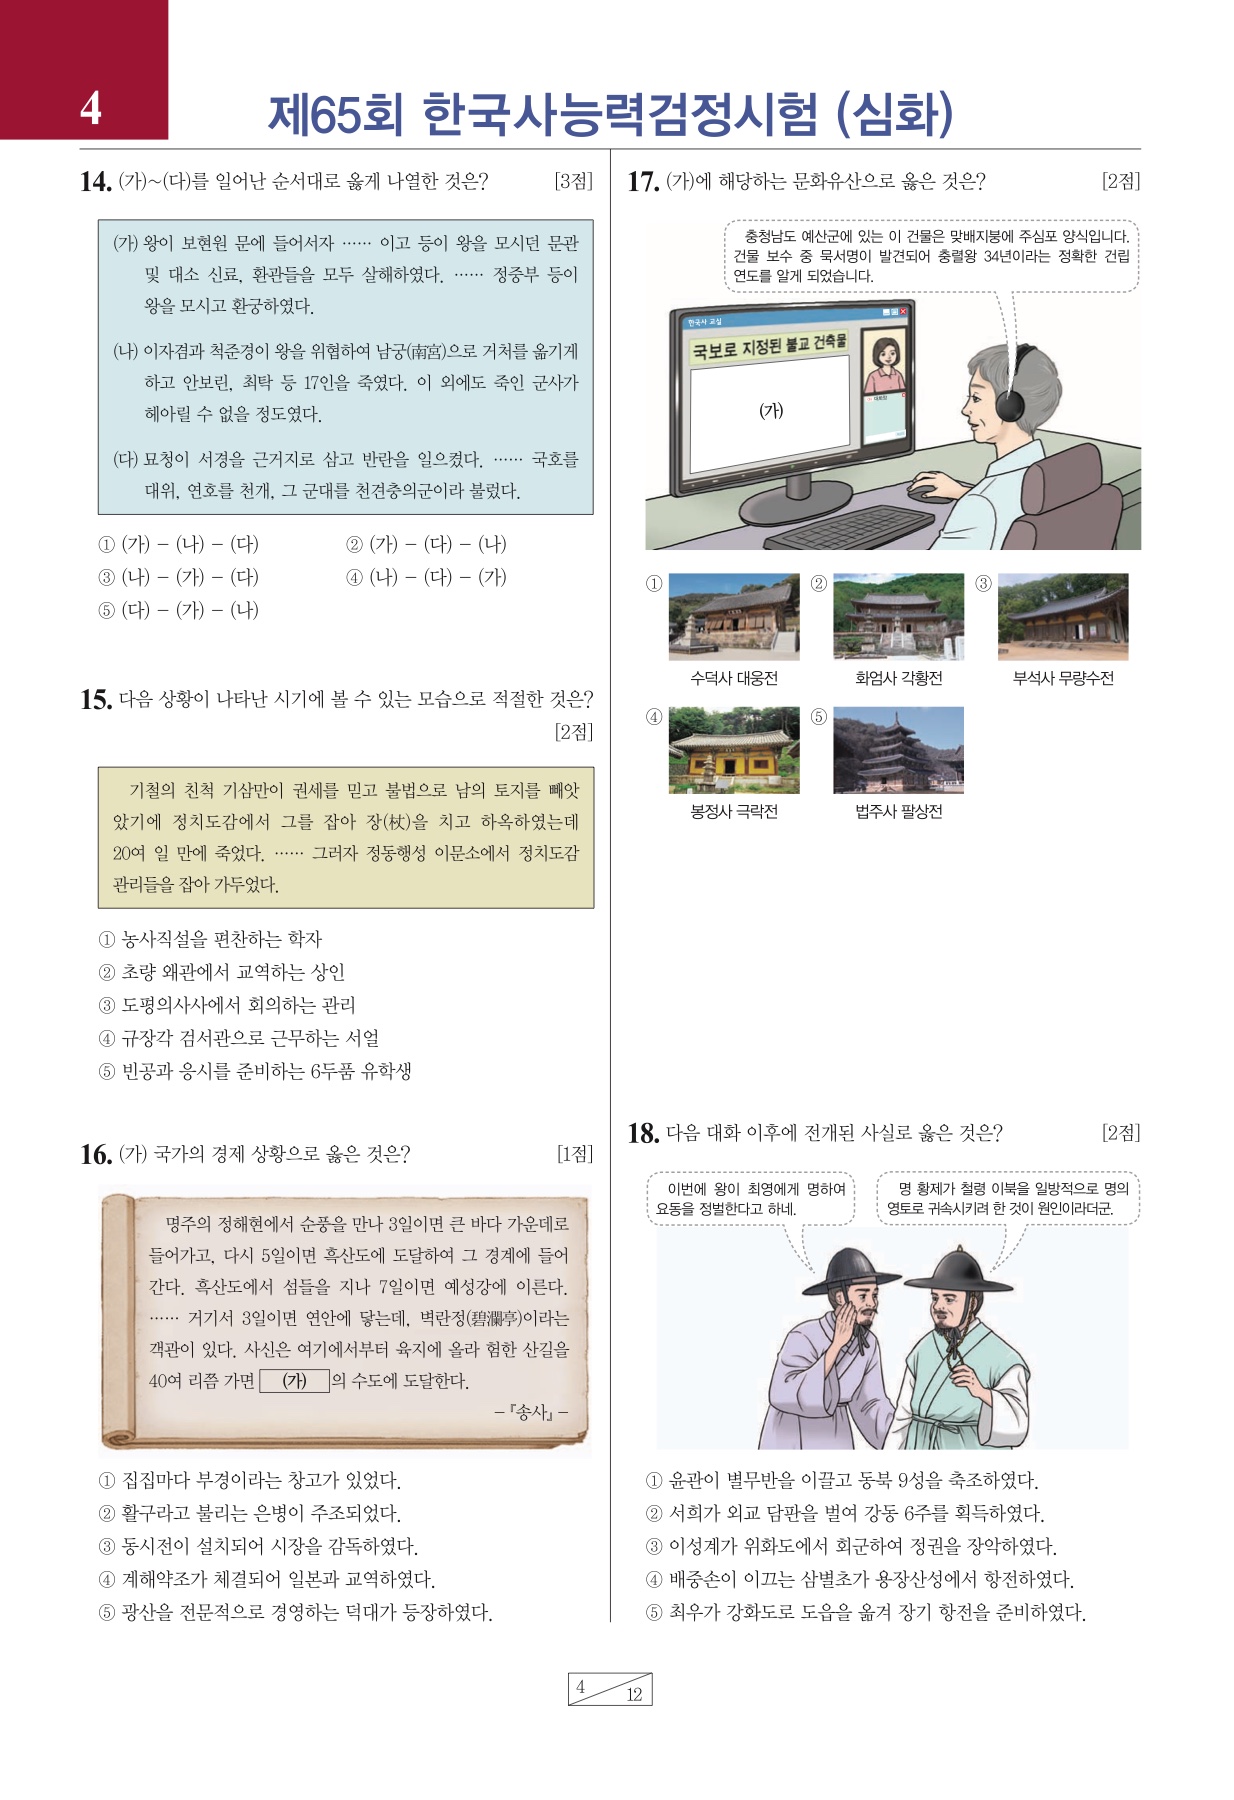 4
제65회 한국사능력검정시험 (심화)
14. (가)~(다)를 일어난 순서대로 옳게 나열한 것은? [3점]
(가) 왕이 보현원 문에 들어서자 …… 이고 등이 왕을 모시던 문관
및 대소 신료, 환관들을 모두 살해하였다. …… 정중부 등이
왕을 모시고 환궁하였다.
(나) 이자겸과 척준경이 왕을 위협하여 남궁(南宮)으로 거처를 옮기게
하고 안보린, 최탁 등 17인을 죽였다. 이 외에도 죽인 군사가
헤아릴 수 없을 정도였다.
(다) 묘청이 서경을 근거지로 삼고 반란을 일으켰다. …… 국호를
대위, 연호를 천개, 그 군대를 천견충의군이라 불렀다.
① (가) - (나) - (다) ② (가) - (다) - (나)
③ (나) - (가) - (다) ④ (나) - (다) - (가)
⑤ (다) - (가) - (나)
15. 다음 상황이 나타난 시기에 볼 수 있는 모습으로 적절한 것은?
[2점]
기철의 친척 기삼만이 권세를 믿고 불법으로 남의 토지를 빼앗
았기에 정치도감에서 그를 잡아 장(杖)을 치고 하옥하였는데
20여 일 만에 죽었다. …… 그러자 정동행성 이문소에서 정치도감
관리들을 잡아 가두었다.
① 농사직설을 편찬하는 학자
② 초량 왜관에서 교역하는 상인
③ 도평의사사에서 회의하는 관리
④ 규장각 검서관으로 근무하는 서얼
⑤ 빈공과 응시를 준비하는 6두품 유학생
16. (가) 국가의 경제 상황으로 옳은 것은? [1점]
명주의 정해현에서 순풍을 만나 3일이면 큰 바다 가운데로
들어가고, 다시 5일이면 흑산도에 도달하여 그 경계에 들어
간다. 흑산도에서 섬들을 지나 7일이면 예성강에 이른다.
…… 거기서 3일이면 연안에 닿는데, 벽란정(碧瀾亭)이라는
객관이 있다. 사신은 여기에서부터 육지에 올라 험한 산길을
40여 리쯤 가면 (가) 의 수도에 도달한다.
- 『송사』 -
① 집집마다 부경이라는 창고가 있었다.
② 활구라고 불리는 은병이 주조되었다.
③ 동시전이 설치되어 시장을 감독하였다.
④ 계해약조가 체결되어 일본과 교역하였다.
⑤ 광산을 전문적으로 경영하는 덕대가 등장하였다.
17. (가)에 해당하는 문화유산으로 옳은 것은? [2점]
충청남도 예산군에 있는 이 건물은 맞배지붕에 주심포 양식입니다.
건물 보수 중 묵서명이 발견되어 충렬왕 34년이라는 정확한 건립
연도를 알게 되었습니다.
한국사 교실
국보로 지정된 불교 건축물
(가)
① ② ③
수덕사 대웅전 화엄사 각황전 부석사 무량수전
④ ⑤
봉정사 극락전 법주사 팔상전
18. 다음 대화 이후에 전개된 사실로 옳은 것은? [2점]
이번에 왕이 최영에게 명하여
요동을 정벌한다고 하네.
명 황제가 철령 이북을 일방적으로 명의
영토로 귀속시키려 한 것이 원인이라더군.
① 윤관이 별무반을 이끌고 동북 9성을 축조하였다.
② 서희가 외교 담판을 벌여 강동 6주를 획득하였다.
③ 이성계가 위화도에서 회군하여 정권을 장악하였다.
④ 배중손이 이끄는 삼별초가 용장산성에서 항전하였다.
⑤ 최우가 강화도로 도읍을 옮겨 장기 항전을 준비하였다.
4
12